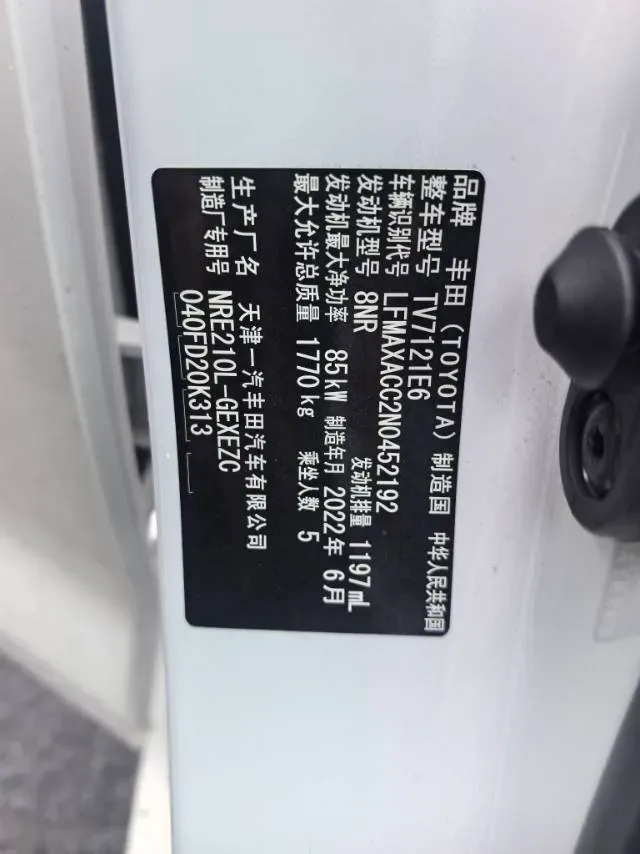 品牌 丰田(TOYOTA) 制造国 中华人民共和国
整车型号 TV7121E6
车辆识别代号 LFMAXACC2N0452192
发动机型号 8NR 发动机排量 1197mL
发动机最大净功率 85kW 制造年月 2022年6月
最大允许总质量 1770kg 乘坐人数 5
生产厂名 天津一汽丰田汽车有限公司
制造厂专用号 NRE210L-GEXEZC
040FD20K313